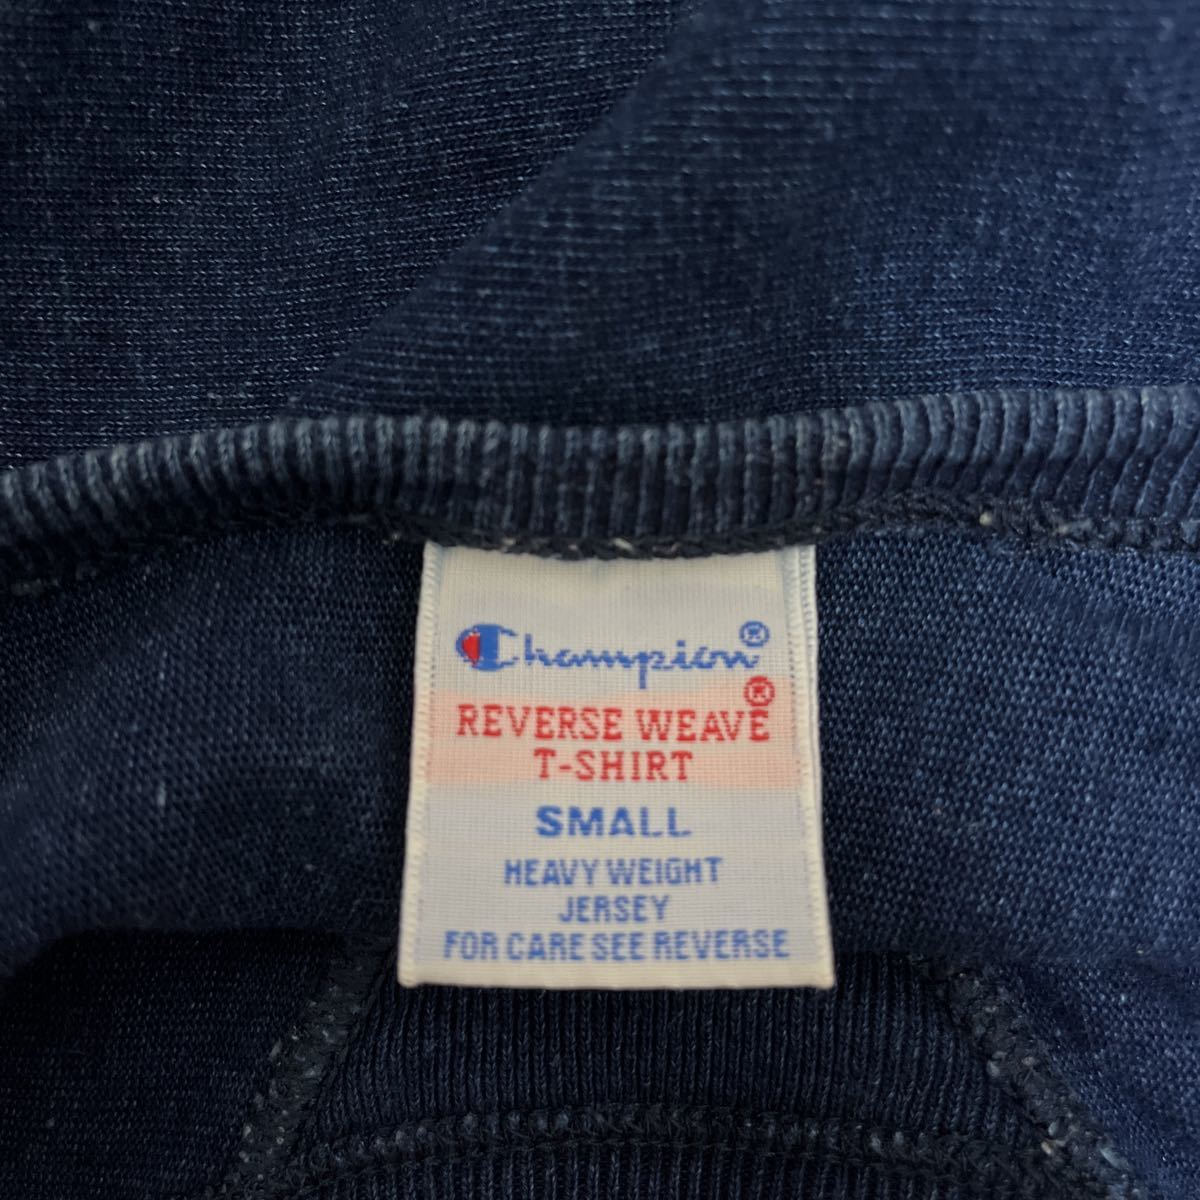 Champion®
REVERSE WEAVE®
T-SHIRT
SMALL
HEAVY WEIGHT
JERSEY
FOR CARE SEE REVERSE